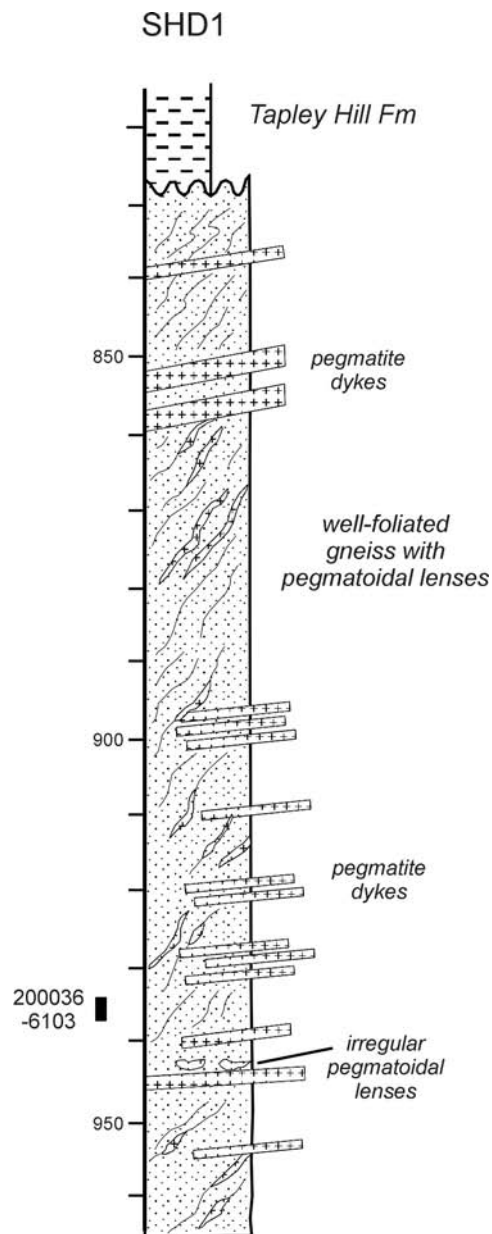 SHD1
Tapley Hill Fm
850
pegmatite
dykes
well-foliated
gneiss with
pegmatoidal lenses
900
pegmatite
dykes
200036
-6103
irregular
pegmatoidal
lenses
950